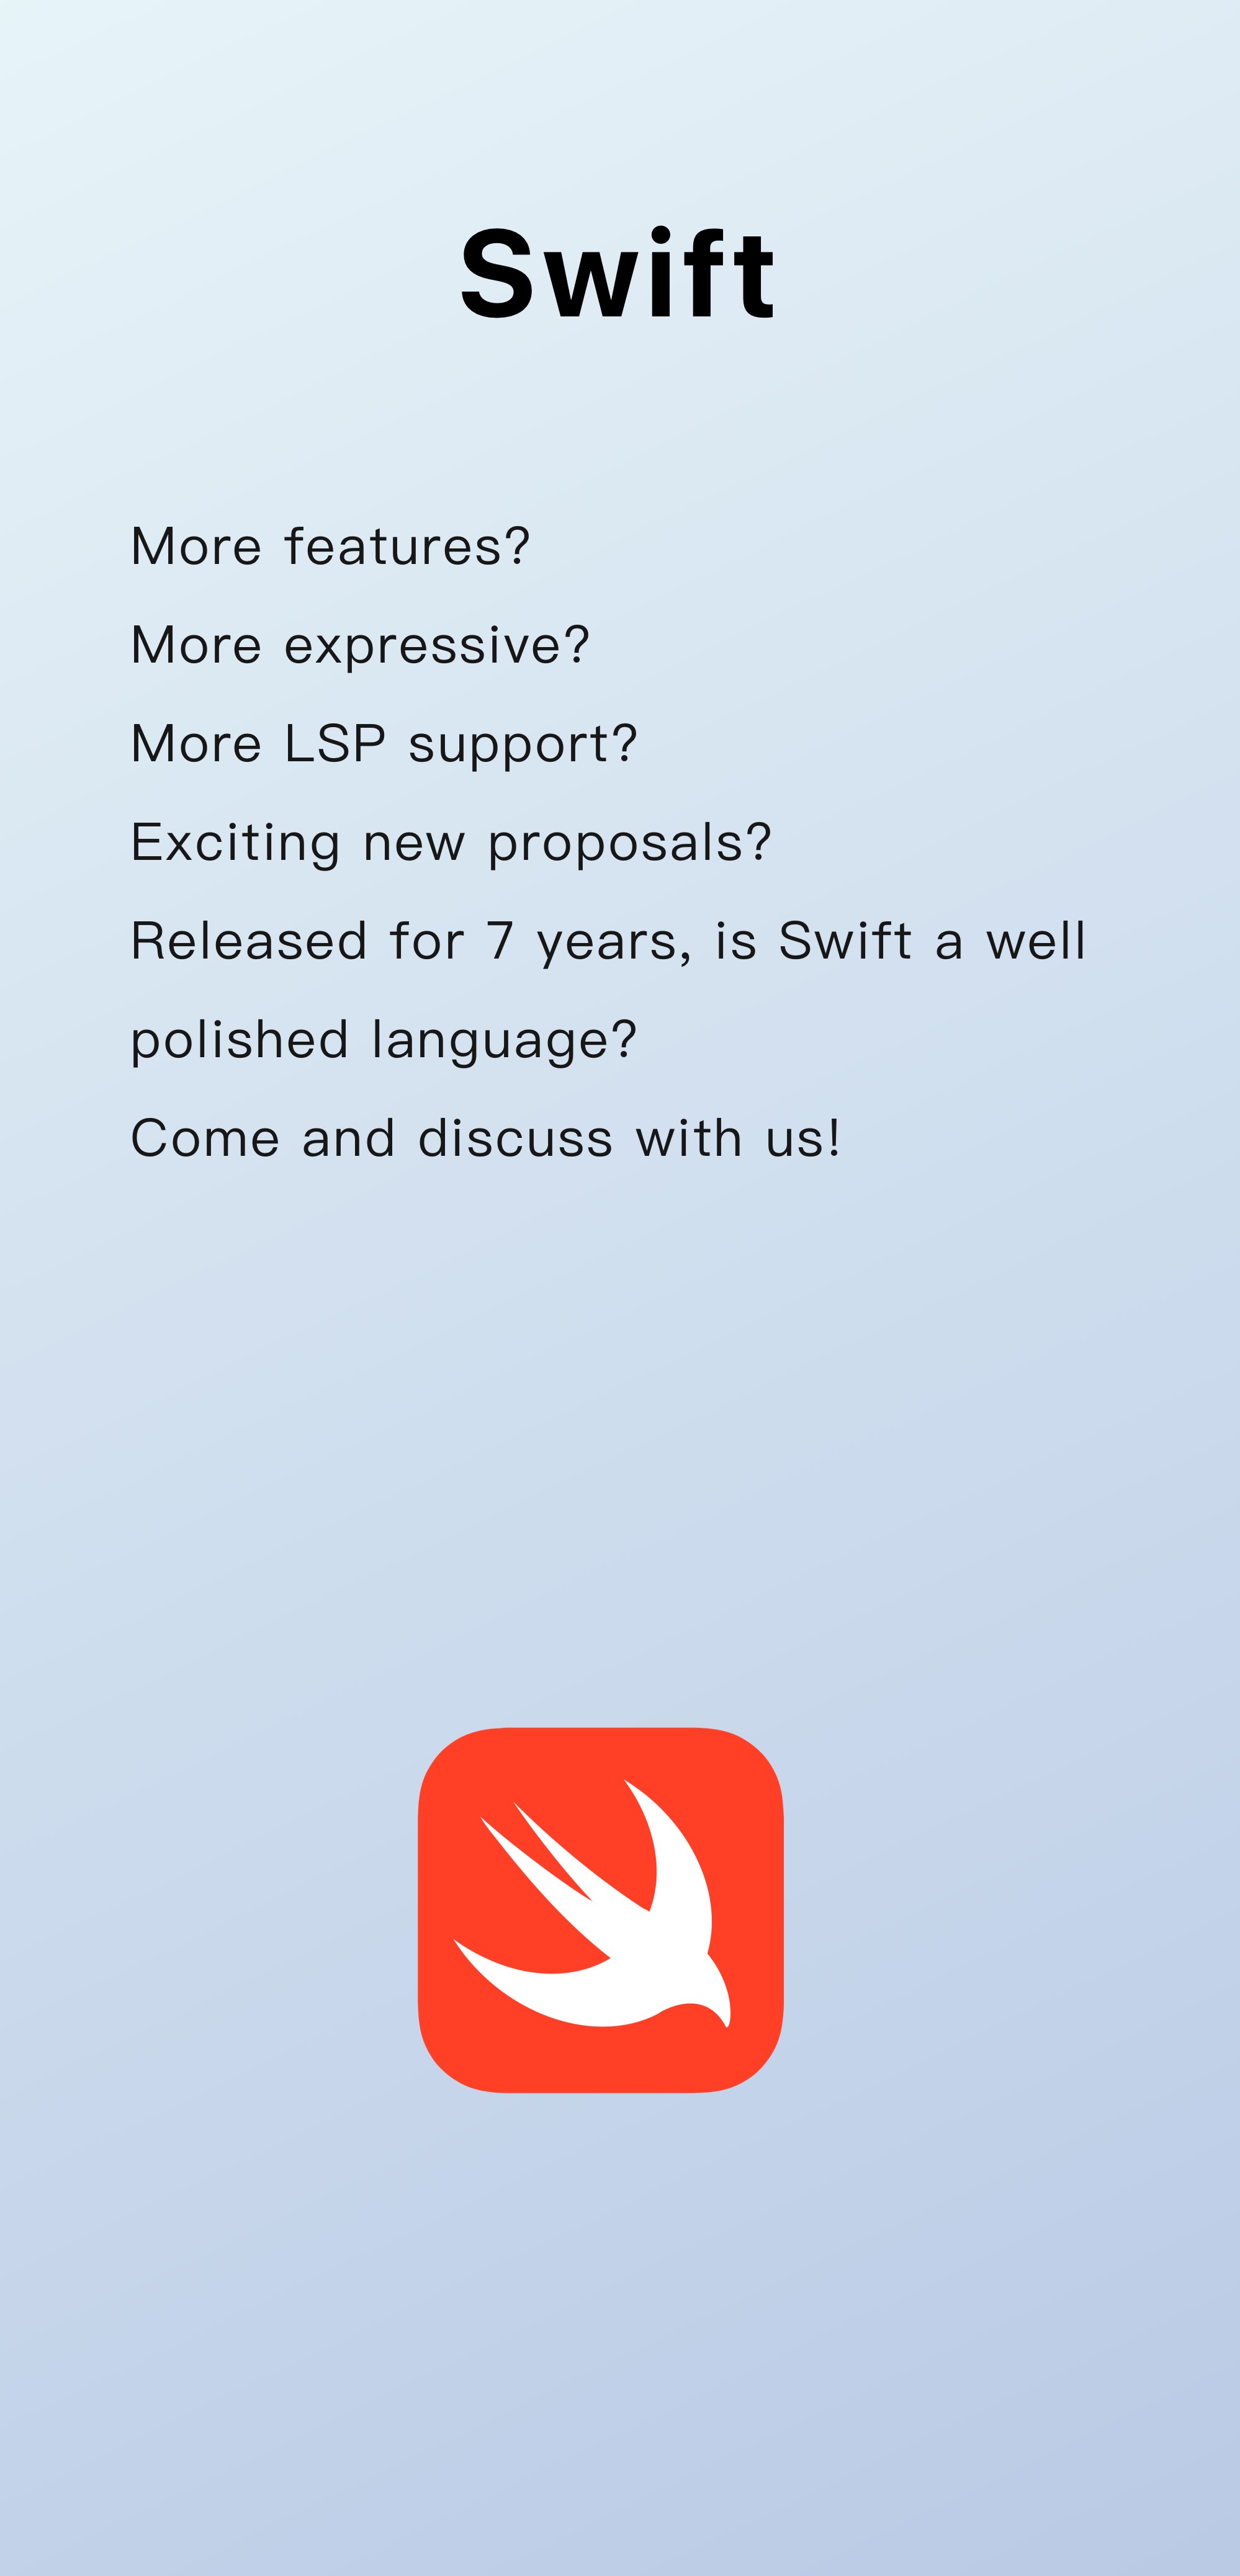 Swift
More features?
More expressive?
More LSP support?
Exciting new proposals?
Released for 7 years, is Swift a well
polished language?
Come and discuss with us!